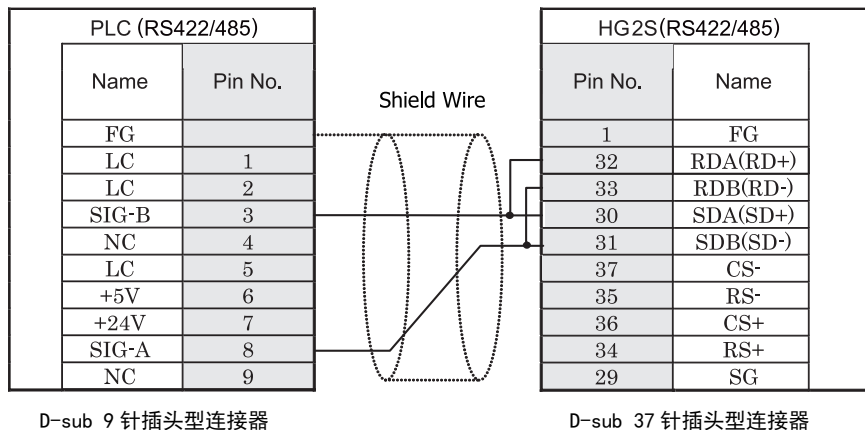 PLC (RS422/485)
HG2S(RS422/485)
Name Pin No.
Pin No. Name
Shield Wire
FG
1 FG
LC 1
32 RDA(RD+)
LC 2
33 RDB(RD-)
SIG-B 3
30 SDA(SD+)
NC 4
31 SDB(SD-)
LC 5
37 CS-
+5V 6
35 RS-
+24V 7
36 CS+
SIG-A 8
34 RS+
NC 9
29 SG
D-sub 9 针插头型连接器
D-sub 37 针插头型连接器